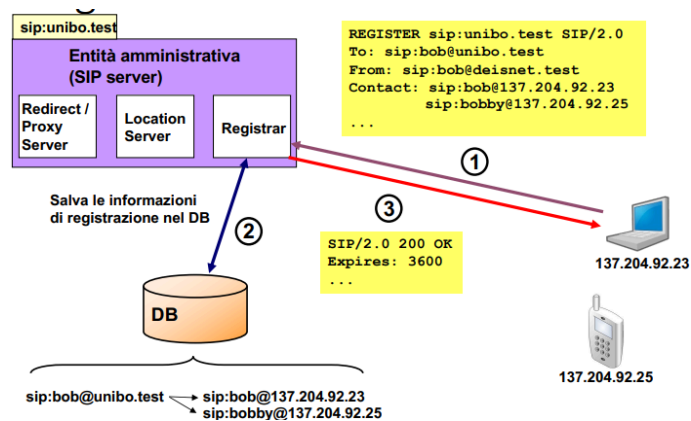 sip:unibo.test
Entità amministrativa
(SIP server)
Redirect /
Proxy
Server
Location
Server
Registrar
REGISTER sip:unibo.test SIP/2.0
To: sip:bob@unibo.test
From: sip:bob@deisnet.test
Contact: sip:bob@137.204.92.23
sip:bobby@137.204.92.25
...
1
Salva le informazioni
di registrazione nel DB
2
3
SIP/2.0 200 OK
Expires: 3600
...
137.204.92.23
DB
137.204.92.25
sip:bob@unibo.test
sip:bob@137.204.92.23
sip:bobby@137.204.92.25